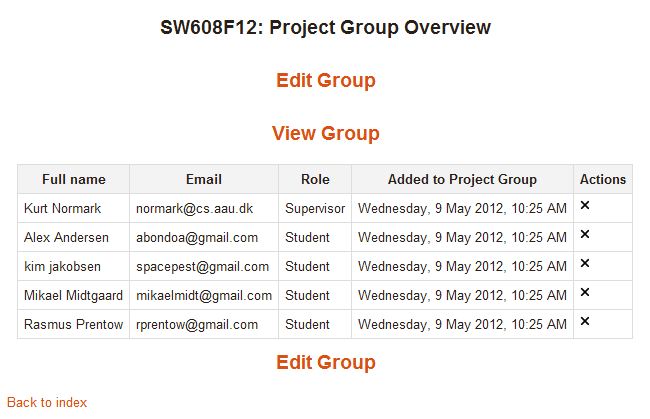 SW608F12: Project Group Overview
Edit Group
View Group
Full name Email Role Added to Project Group Actions
Kurt Normark normark@cs.aau.dk Supervisor Wednesday, 9 May 2012, 10:25 AM ✕
Alex Andersen abondoa@gmail.com Student Wednesday, 9 May 2012, 10:25 AM ✕
kim jakobsen spacepest@gmail.com Student Wednesday, 9 May 2012, 10:25 AM ✕
Mikael Midtgaard mikaelmidt@gmail.com Student Wednesday, 9 May 2012, 10:25 AM ✕
Rasmus Prentow rprentow@gmail.com Student Wednesday, 9 May 2012, 10:25 AM ✕
Edit Group
Back to index